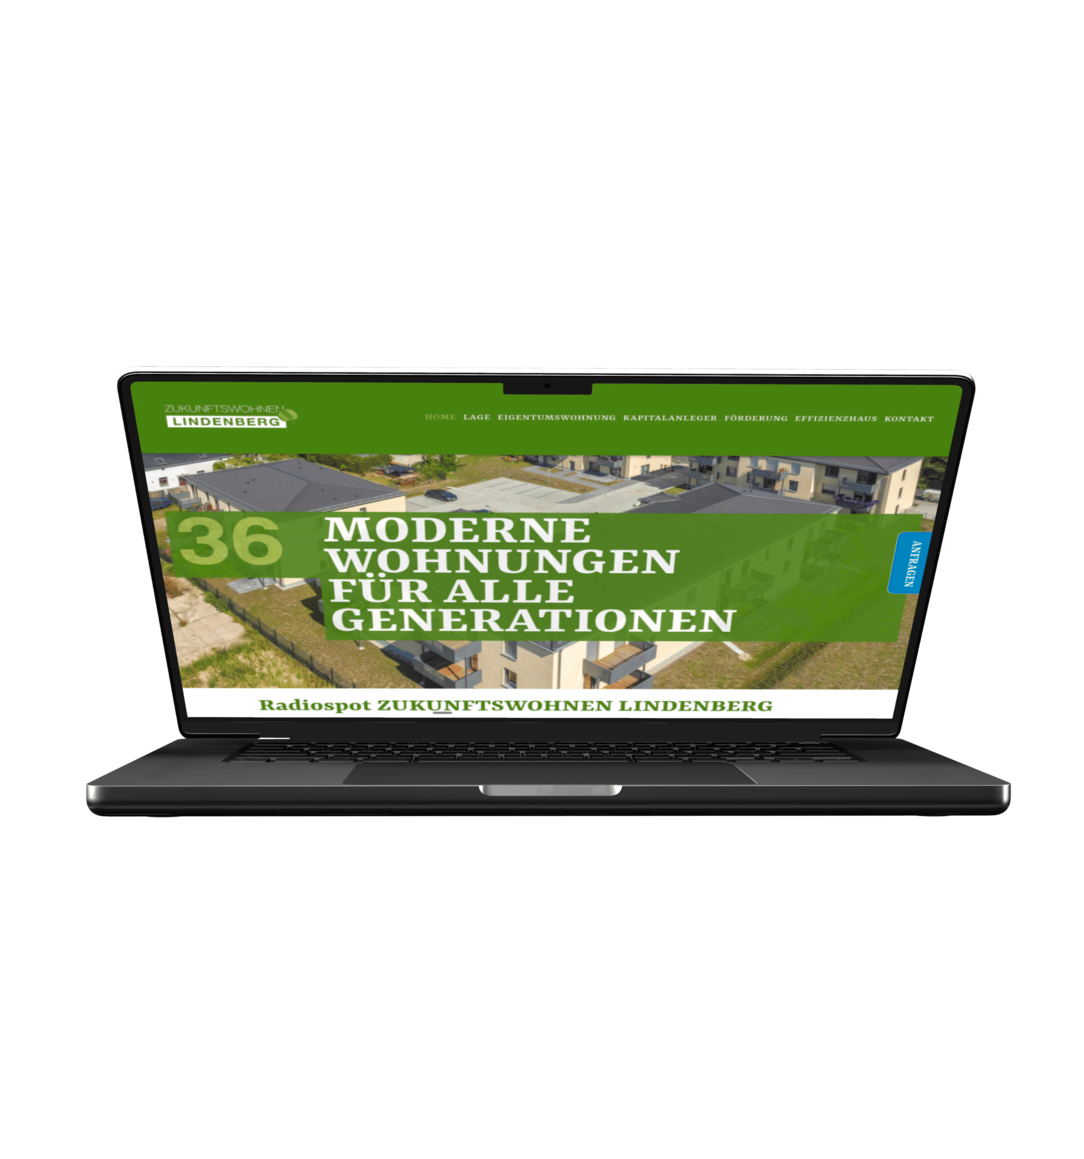 ZUKUNFTSWOHNEN
LINDENBERG
HOME LAGE EIGENTUMSWOHNUNG KAPITALANLEGER FÖRDERUNG EFFIZIENZHAUS KONTAKT
36 MODERNE
WOHNUNGEN
FÜR ALLE
GENERATIONEN
ANFRAGEN
Radiospot ZUKUNFTSWOHNEN LINDENBERG